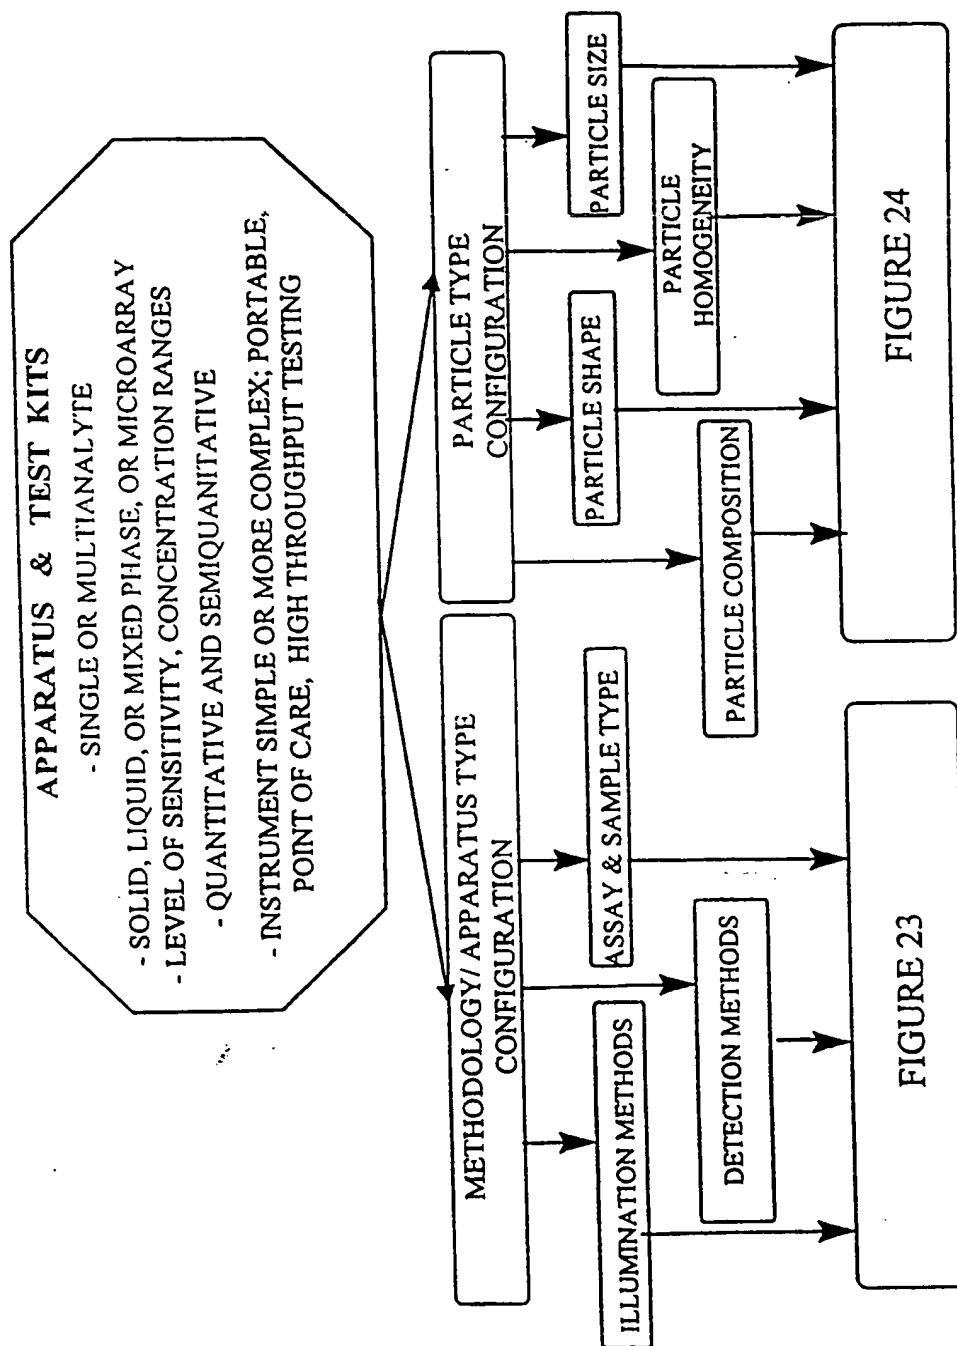 APPARATUS & TEST KITS
- SINGLE OR MULTIANALYTE
- SOLID, LIQUID, OR MIXED PHASE, OR MICROARRAY
- LEVEL OF SENSITIVITY, CONCENTRATION RANGES
- QUANTITATIVE AND SEMIQUANITATIVE
- INSTRUMENT SIMPLE OR MORE COMPLEX; PORTABLE,
POINT OF CARE, HIGH THROUGHPUT TESTING
METHODOLOGY/ APPARATUS TYPE
CONFIGURATION
ILLUMINATION METHODS
DETECTION METHODS
ASSAY & SAMPLE TYPE
FIGURE 23
PARTICLE TYPE
CONFIGURATION
PARTICLE COMPOSITION
PARTICLE SHAPE
PARTICLE
HOMOGENEITY
PARTICLE SIZE
FIGURE 24